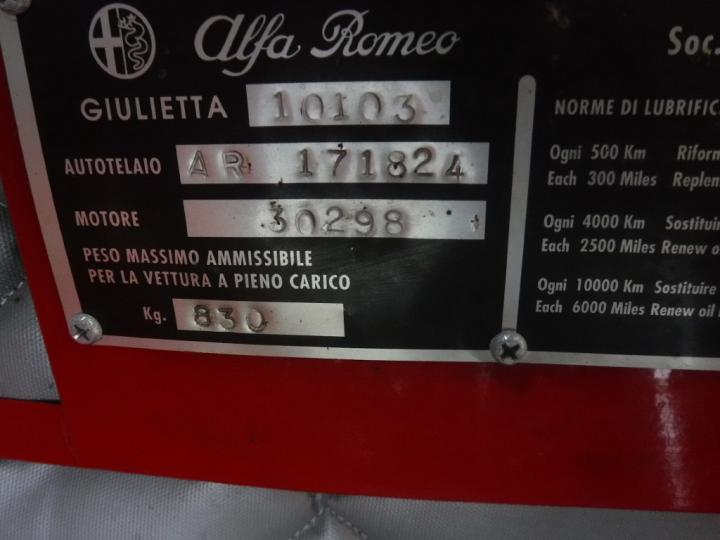 Alfa Romeo
GIULIETTA 10103
AUTOTELAIO AR 171824
MOTORE 30298
PESO MASSIMO AMMISSIBILE
PER LA VETTURA A PIENO CARICO
Kg. 830
Soc.
NORME DI LUBRIFIC
Ogni 500 Km Riforn
Each 300 Miles Replen
Ogni 4000 Km Sostituir
Each 2500 Miles Renew o
Ogni 10000 Km Sostituire
Each 6000 Miles Renew oil